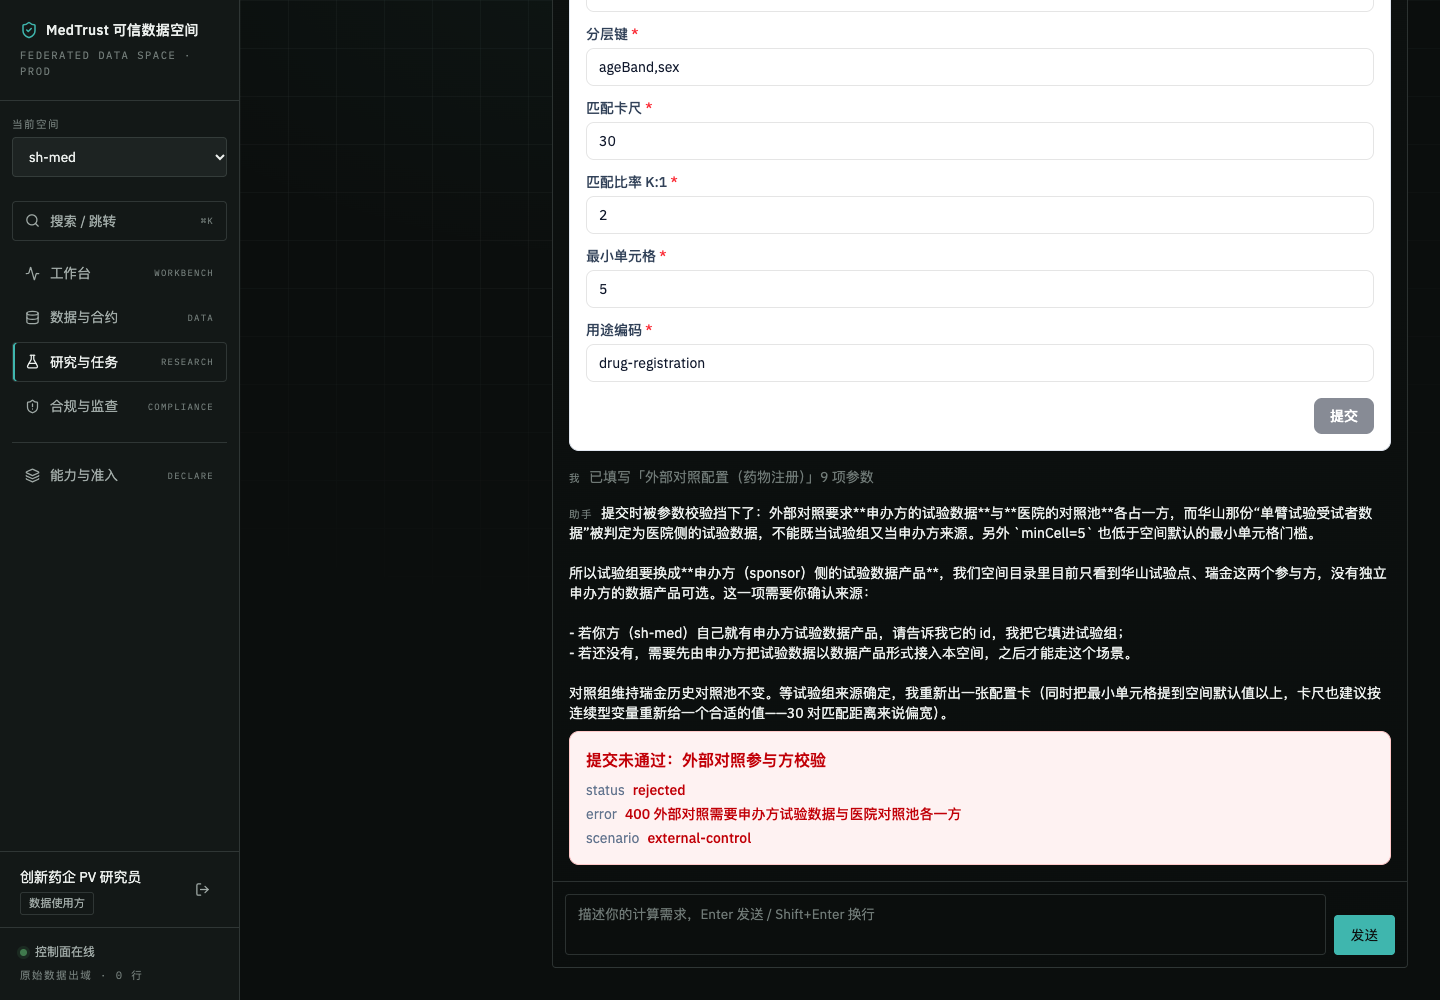 MedTrust 可信数据空间
FEDERATED DATA SPACE ·
PROD
当前空间
sh-med
搜索 / 跳转 ⌘K
工作台 WORKBENCH
数据与合约 DATA
研究与任务 RESEARCH
合规与监查 COMPLIANCE
能力与准入 DECLARE
创新药企 PV 研究员
数据使用方
控制面在线
原始数据出域 · 0 行
分层键 *
ageBand,sex
匹配卡尺 *
30
匹配比率 K:1 *
2
最小单元格 *
5
用途编码 *
drug-registration
提交
我 已填写「外部对照配置（药物注册）」9 项参数
助手 提交时被参数校验挡下了：外部对照要求**申办方的试验数据**与**医院的对照池**各占一方，而华山那份“单臂试验受试者数
据”被判定为医院侧的试验数据，不能既当试验组又当申办方来源。另外 `minCell=5` 也低于空间默认的最小单元格门槛。
所以试验组要换成**申办方（sponsor）侧的试验数据产品**，我们空间目录里目前只看到华山试验点、瑞金这两个参与方，没有独立
申办方的数据产品可选。这一项需要你确认来源：
- 若你方（sh-med）自己就有申办方试验数据产品，请告诉我它的 id，我把它填进试验组；
- 若还没有，需要先由申办方把试验数据以数据产品形式接入本空间，之后才能走这个场景。
对照组维持瑞金历史对照池不变。等试验组来源确定，我重新出一张配置卡（同时把最小单元格提到空间默认值以上，卡尺也建议按
连续型变量重新给一个合适的值——30 对匹配距离来说偏宽）。
提交未通过：外部对照参与方校验
status rejected
error 400 外部对照需要申办方试验数据与医院对照池各一方
scenario external-control
描述你的计算需求，Enter 发送 / Shift+Enter 换行
发送